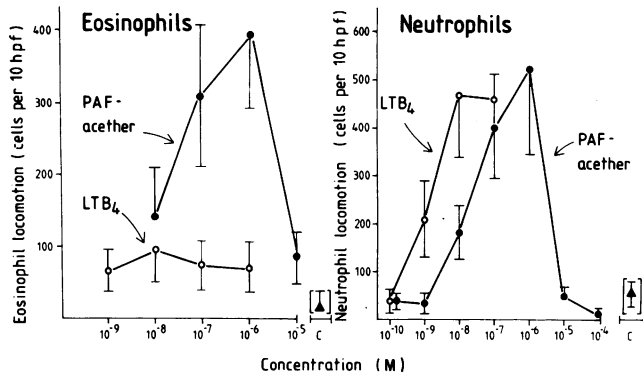 Eosinophils
Eosinophil locomotion (cells per 10 hpf)
400
300
200
100
PAF-
acether
LTB4
10⁻⁹ 10⁻⁸ 10⁻⁷ 10⁻⁶ 10⁻⁵ C
Neutrophils
Neutrophil locomotion (cells per 10 hpf)
500
400
300
200
100
LTB4
PAF-
acether
10⁻¹⁰ 10⁻⁹ 10⁻⁸ 10⁻⁷ 10⁻⁶ 10⁻⁵ 10⁻⁴ C
Concentration (M)